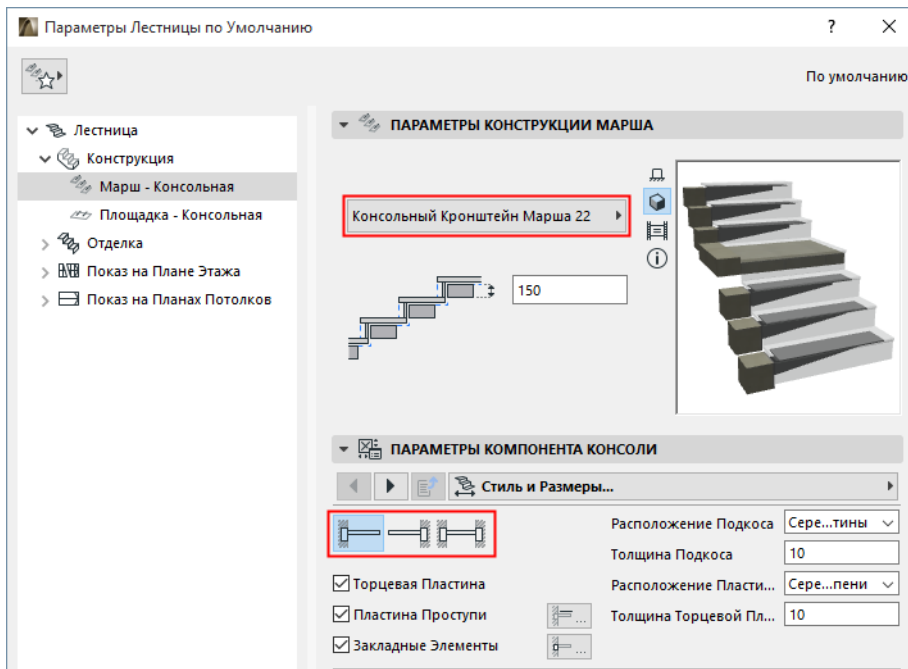 Параметры Лестницы по Умолчанию
?
По умолчанию
Лестница
Конструкция
Марш - Консольная
Площадка - Консольная
Отделка
Показ на Плане Этажа
Показ на Планах Потолков
ПАРАМЕТРЫ КОНСТРУКЦИИ МАРША
Консольный Кронштейн Марша 22
150
ПАРАМЕТРЫ КОМПОНЕНТА КОНСОЛИ
Стиль и Размеры...
Расположение Подкоса Сере...тины
Толщина Подкоса 10
Торцевая Пластина Расположение Пласти... Сере...пени
Пластина Проступи ... Толщина Торцевой Пл... 10
Закладные Элементы ...